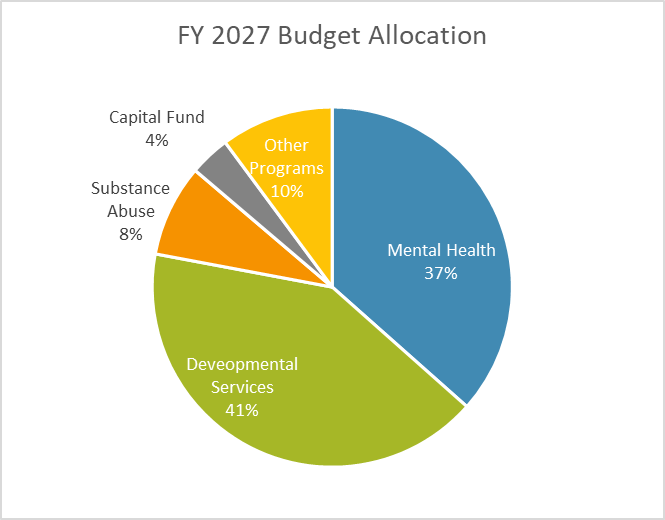 FY 2027 Budget Allocation
Capital Fund
4%
Other
Programs
10%
Substance
Abuse
8%
Mental Health
37%
Deveopmental
Services
41%